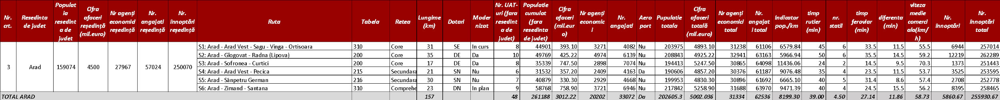 Nr. crt. | Resedinta de judet | Populatia resedinta de judet | Cifra afaceri reședință (mil.euro) | Nr agenți economici reședință | Nr. angajati reședință | Nr. înnoptări reședință | Ruta | Tabela | Retea | Lungime (km) | Dotari | Modernizat | Nr. UAT-uri (fara resedinta de judet) | Populatie cumulat (fara resedinta de judet) | Cifra afaceri (mil.euro) | Nr agenți economici | Nr. angajati | Aeroport | Pupulatie totala | Cifra afaceri totală (mil.euro) | Nr agenți economici total | Nr. angajati total | Indicator pop./km | timp rutier (min) | nr. statii | timp feroviar (min) | diferenta (min) | viteza medie comerciala(km/h) | Nr. înnoptări | Nr. înnoptări total
3 | Arad | 159074 | 4500 | 27967 | 57024 | 250070
S1: Arad - Arad Vest - Sagu - Vinga - Ortisoara | 310 | Core | 31 | SE | In curs | 8 | 44901 | 393.10 | 3271 | 4082 | Nu | 203975 | 4893.10 | 31238 | 61106 | 6579.84 | 45 | 6 | 33.5 | 11.5 | 55.5 | 6944 | 257014
S2: Arad - Glogovat - Radna (Lipova) | 200 | Core | 35 | DE | Da | 10 | 49769 | 425.22 | 4974 | 6139 | Nu | 208843 | 4925.22 | 32941 | 63163 | 5966.94 | 50 | 6 | 35.5 | 14.5 | 59.2 | 12219 | 262289
S3: Arad - Sofronea - Curtici | 200 | Core | 17 | DE | Da | 8 | 35339 | 747.50 | 2898 | 7074 | Nu | 194413 | 5247.50 | 30865 | 64098 | 11436.06 | 24 | 2 | 14.5 | 9.5 | 70.3 | 1373 | 251443
S4: Arad - Arad Vest - Pecica | 215 | Secundara | 21 | SN | Nu | 6 | 31532 | 357.20 | 2409 | 4163 | Da | 190606 | 4857.20 | 30376 | 61187 | 9076.48 | 35 | 4 | 23.5 | 11.5 | 53.7 | 3525 | 253595
S5: Arad - Sânpetru German | 216 | Secundara | 30 | SN | Nu | 7 | 40879 | 330.30 | 2929 | 4668 | Nu | 199953 | 4830.30 | 30896 | 61692 | 6665.10 | 40 | 5 | 31.4 | 8.6 | 57.4 | 2708 | 252778
S6: Arad - Zimand - Santana | 310 | Comprehe | 23 | DN | In plan | 9 | 58768 | 758.90 | 3721 | 6946 | Nu | 217842 | 5258.90 | 31688 | 63970 | 9471.39 | 40 | 4 | 24.5 | 15.5 | 56.2 | 8395 | 258465
TOTAL ARAD | 157 | 48 | 261188 | 3012.22 | 20202 | 33072 | Da | 202605.3 | 5002.036 | 31334 | 62536 | 8199.30 | 39.00 | 4.50 | 27.14 | 11.86 | 58.73 | 5860.67 | 255930.67